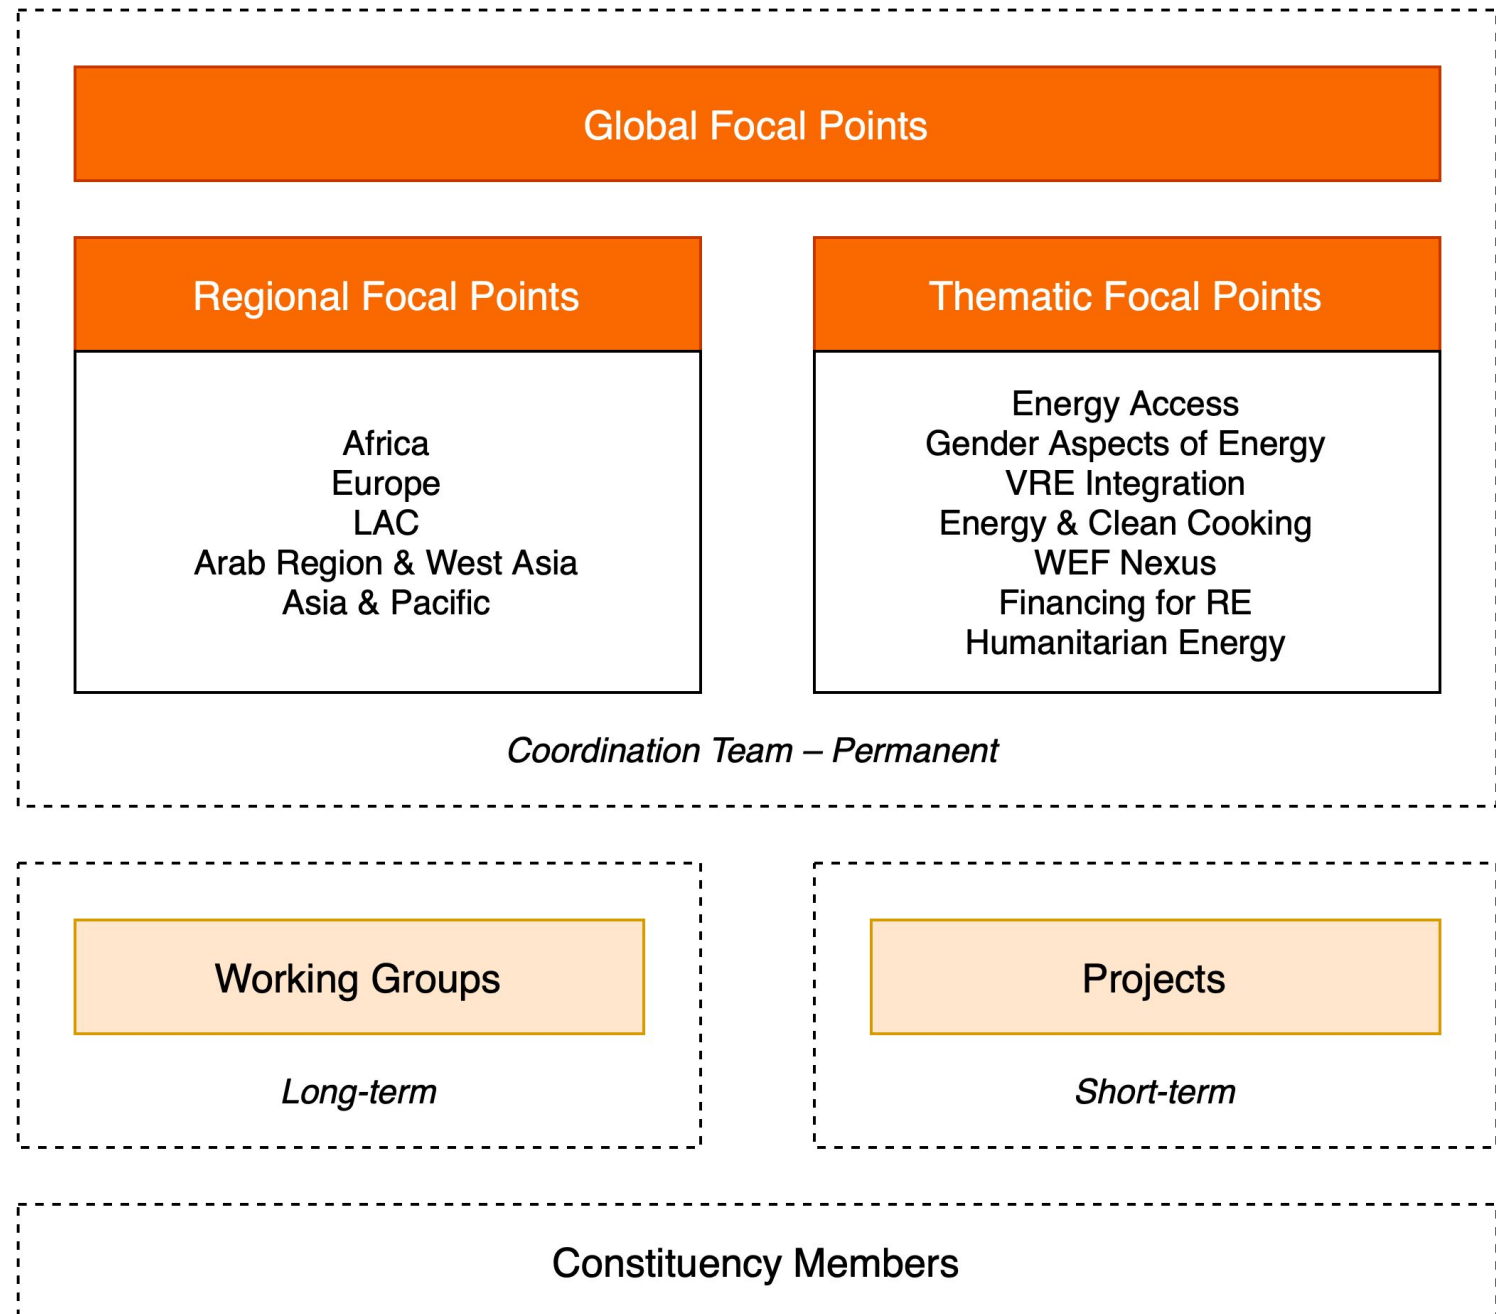 Global Focal Points
Regional Focal Points
Africa
Europe
LAC
Arab Region & West Asia
Asia & Pacific
Thematic Focal Points
Energy Access
Gender Aspects of Energy
VRE Integration
Energy & Clean Cooking
WEF Nexus
Financing for RE
Humanitarian Energy
Coordination Team – Permanent
Working Groups
Long-term
Projects
Short-term
Constituency Members